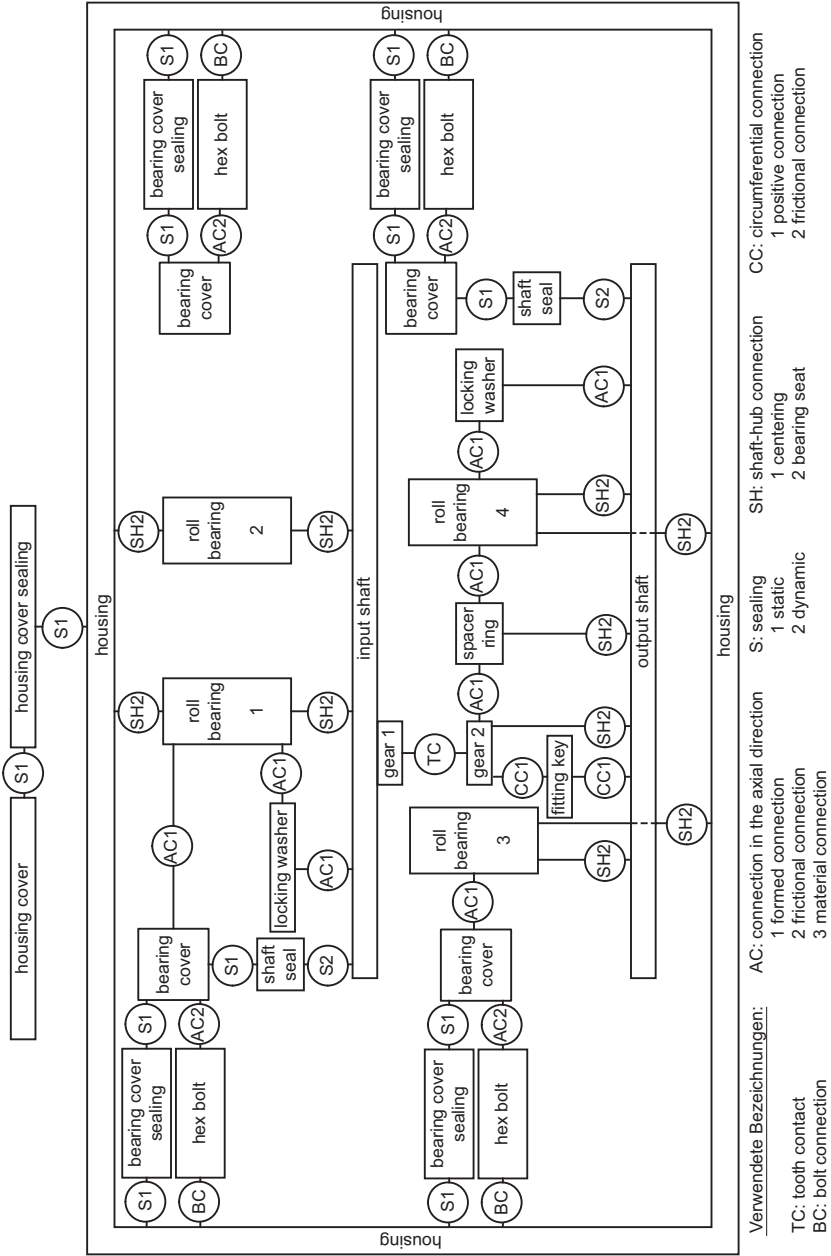 housing cover
S1
housing cover sealing
S1
housing
housing
housing
S1
bearing cover
sealing
S1
BC
hex bolt
AC2
bearing
cover
S1
shaft
seal
S2
AC1
locking washer
AC1
AC1
SH2
roll
bearing
1
SH2
SH2
roll
bearing
2
SH2
bearing
cover
S1
bearing cover
sealing
S1
AC2
hex bolt
BC
input shaft
gear 1
TC
gear 2
CC1
fitting key
CC1
SH2
S1
bearing cover
sealing
S1
BC
hex bolt
AC2
bearing
cover
AC1
roll
bearing
3
SH2
SH2
AC1
spacer
ring
SH2
AC1
roll
bearing
4
SH2
SH2
AC1
locking
washer
AC1
bearing
cover
S1
bearing cover
sealing
S1
AC2
hex bolt
BC
S1
shaft
seal
S2
output shaft
housing
Verwendete Bezeichnungen:
TC: tooth contact
BC: bolt connection
AC: connection in the axial direction
1 formed connection
2 frictional connection
3 material connection
S: sealing
1 static
2 dynamic
SH: shaft-hub connection
1 centering
2 bearing seat
CC: circumferential connection
1 positive connection
2 frictional connection